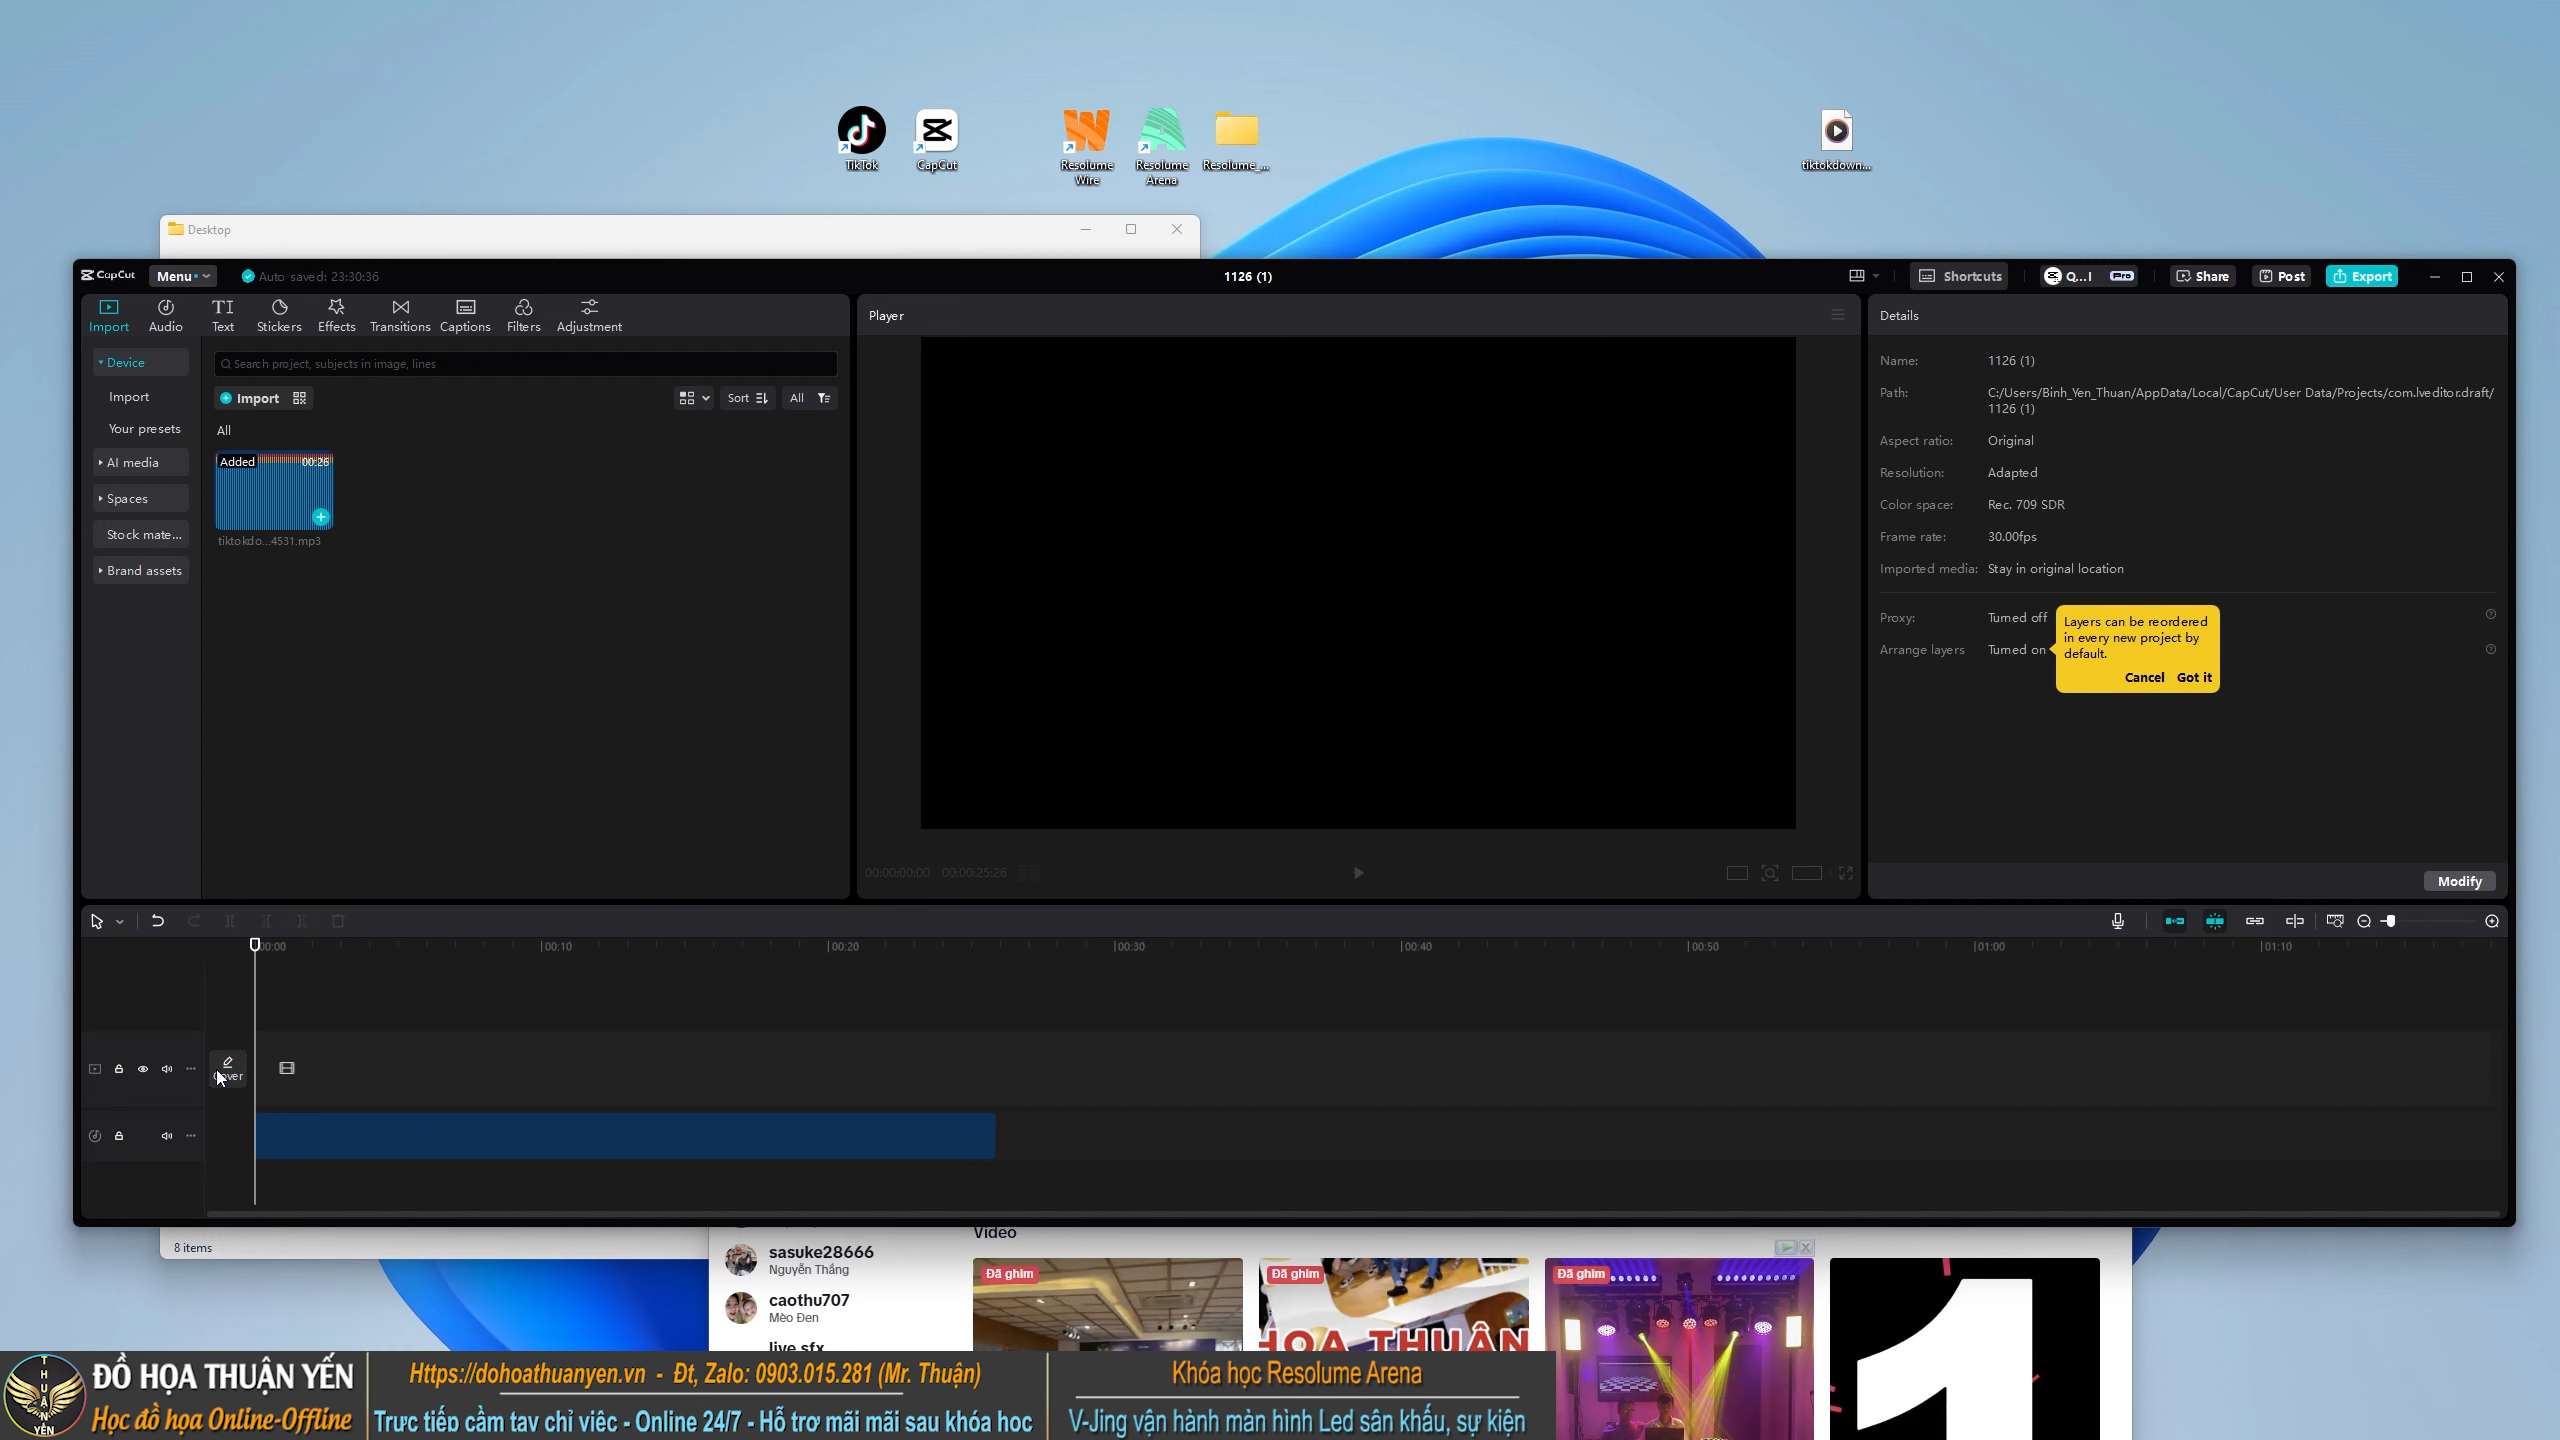 TikTok
CapCut
Resolume
Wire
Resolume
Arena
Resolume_...
tiktokdown...
Desktop
CapCut
Menu
Auto saved: 23:30:36
1126 (1)
Shortcuts
Q...I
Pro
Share
Post
Export
Import
Audio
Text
Stickers
Effects
Transitions
Captions
Filters
Adjustment
Player
Details
Device
Import
Your presets
AI media
Spaces
Stock mate...
Brand assets
Search project, subjects in image, lines
Import
Sort
All
All
Added
00:26
tiktokdo...4531.mp3
00:00:00:00
00:00:25:26
Name:
1126 (1)
Path:
C:/Users/Binh_Yen_Thuan/AppData/Local/CapCut/User Data/Projects/com.lveditor.draft/
1126 (1)
Aspect ratio:
Original
Resolution:
Adapted
Color space:
Rec. 709 SDR
Frame rate:
30.00fps
Imported media:
Stay in original location
Proxy:
Turned off
Arrange layers
Turned on
Layers can be reordered
in every new project by
default.
Cancel
Got it
Modify
00:00
00:10
00:20
00:30
00:40
00:50
01:00
01:10
Cover
8 items
Video
sasuke28666
Nguyễn Thắng
caothu707
Mèo Đen
live.sfx
Đã ghim
Đã ghim
Đã ghim
HỌA THUẬN
1
THUẬN
YẾN
ĐỒ HỌA THUẬN YẾN
Học đồ họa Online-Offline
Https://dohoathuanyen.vn - Đt, Zalo: 0903.015.281 (Mr. Thuận)
Trực tiếp cầm tay chỉ việc - Online 24/7 - Hỗ trợ mãi mãi sau khóa học
Khóa học Resolume Arena
V-Jing vận hành màn hình Led sân khấu, sự kiện